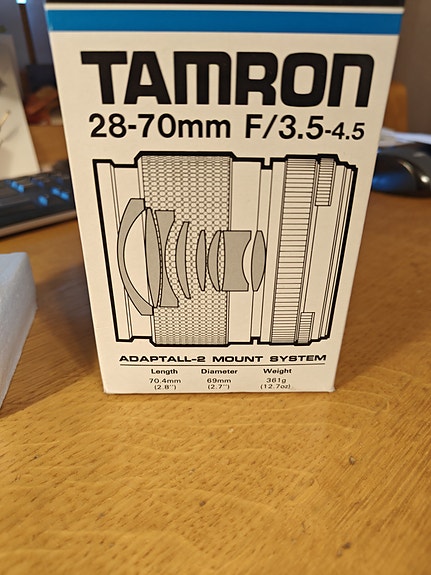 TAMRON
28-70mm F/3.5-4.5
ADAPTALL-2 MOUNT SYSTEM
Length Diameter Weight
70.4mm 69mm 361g
(2.8") (2.7") (12.7oz)